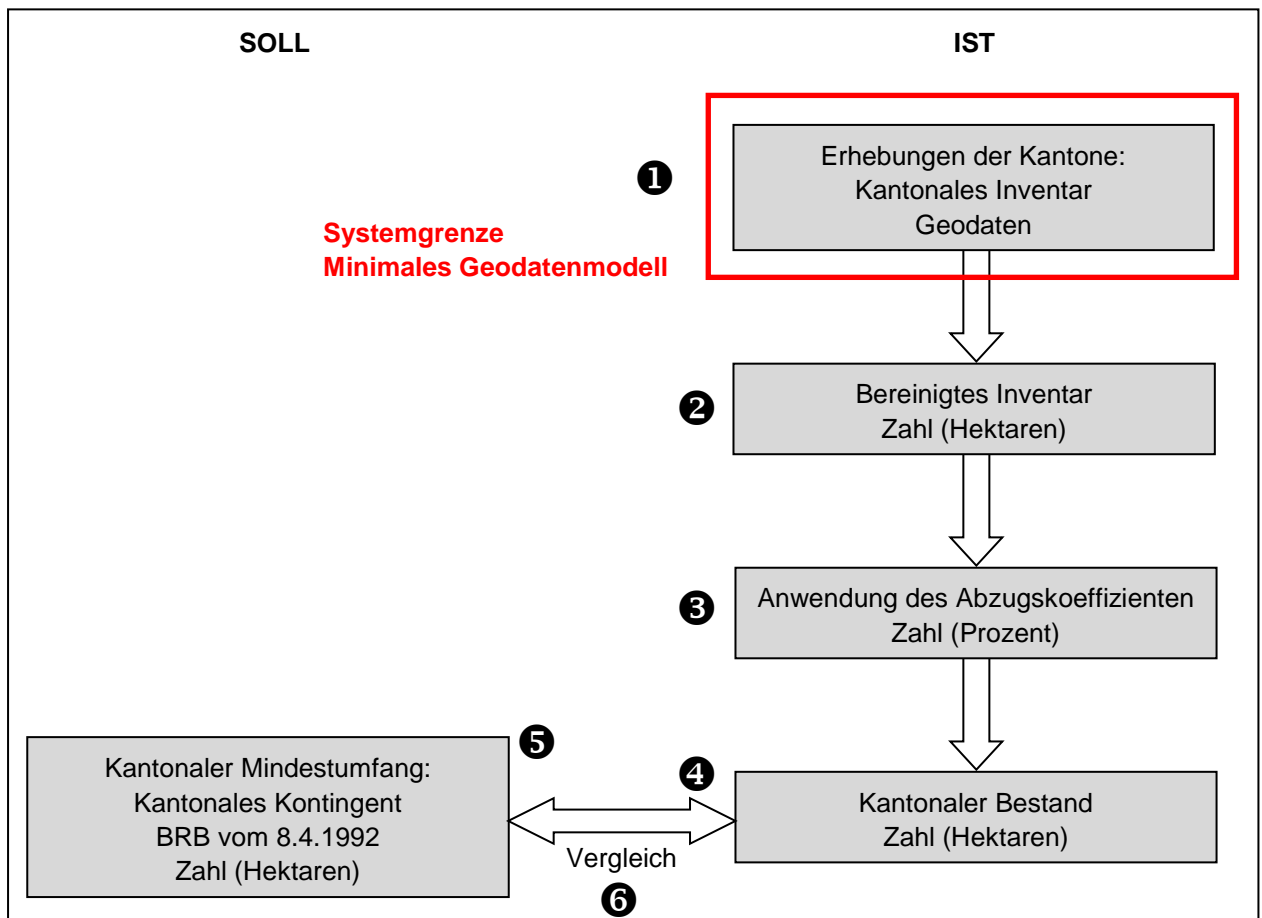 SOLL
IST
❶
Erhebungen der Kantone:
Kantonales Inventar
Geodaten
Systemgrenze
Minimales Geodatenmodell
❷
Bereinigtes Inventar
Zahl (Hektaren)
❸
Anwendung des Abzugskoeffizienten
Zahl (Prozent)
❹
Kantonaler Bestand
Zahl (Hektaren)
❺
Kantonaler Mindestumfang:
Kantonales Kontingent
BRB vom 8.4.1992
Zahl (Hektaren)
Vergleich
❻